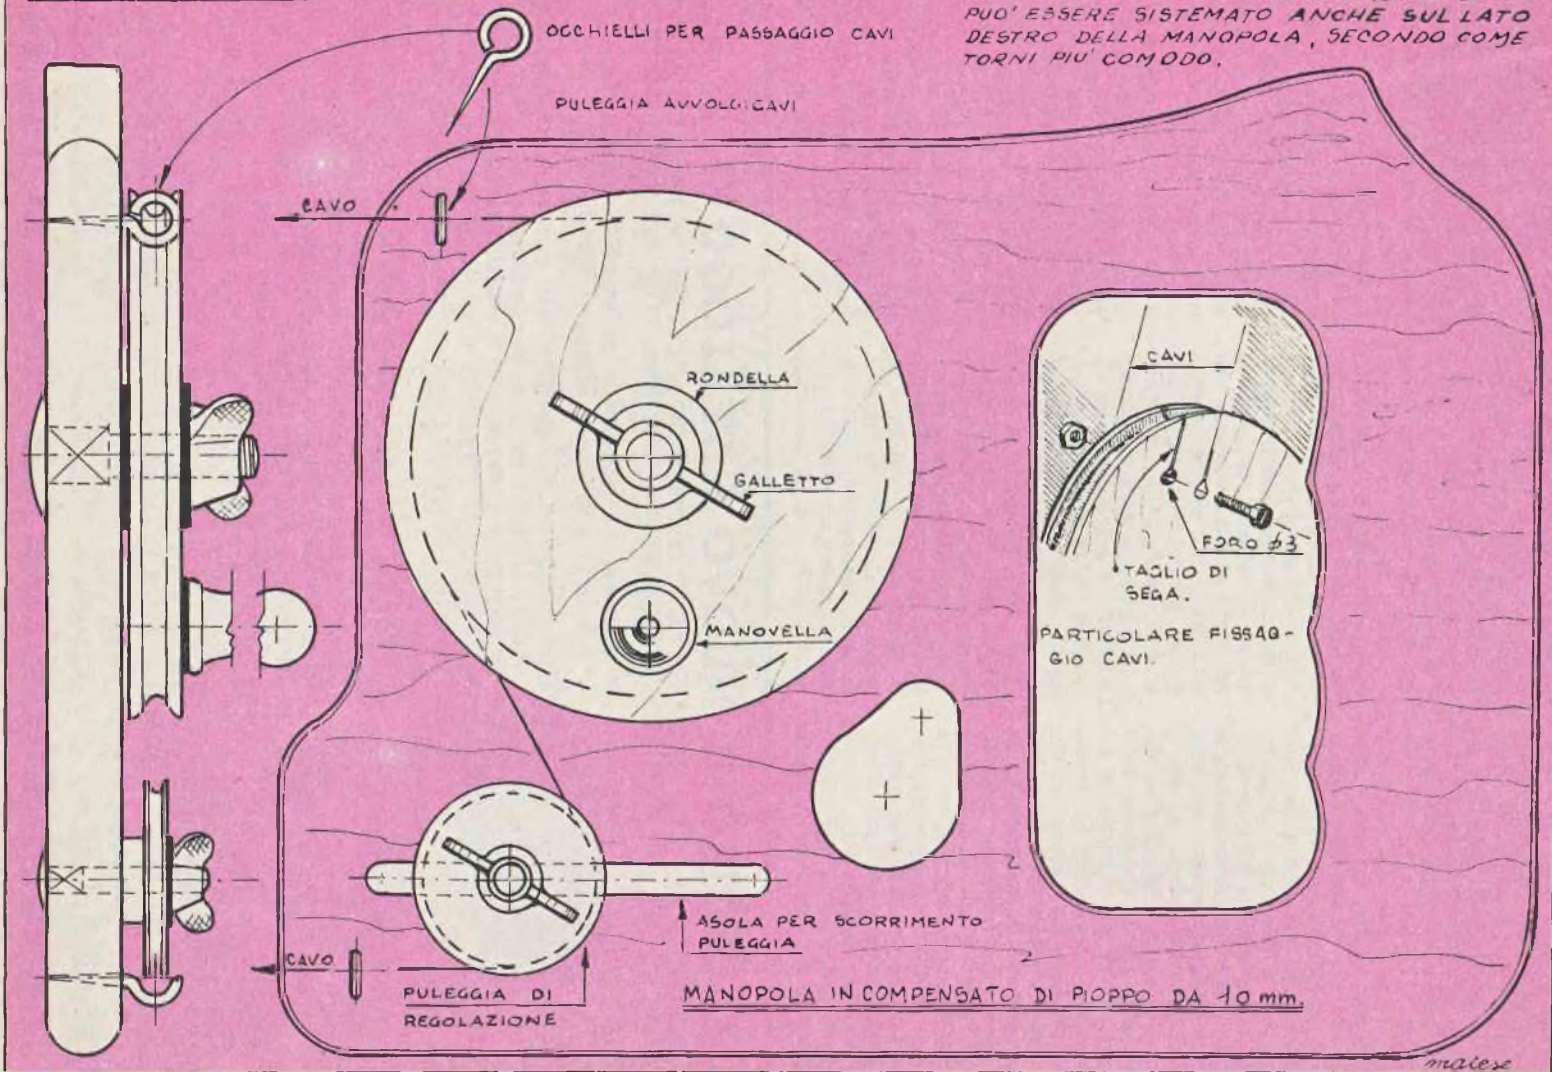 PUO' ESSERE SISTEMATO ANCHE SUL LATO
DESTRO DELLA MANOPOLA, SECONDO COME
TORNI PIU' COMODO.
OCCHIELLI PER PASSAGGIO CAVI
PULEGGIA AVVOLGICAVI
CAVO
RONDELLA
GALLETTO
MANOVELLA
CAVI
FORO ø3
TAGLIO DI
SEGA.
PARTICOLARE FISSAG-
GIO CAVI.
ASOLA PER SCORRIMENTO
PULEGGIA
CAVO
PULEGGIA DI
REGOLAZIONE
MANOPOLA IN COMPENSATO DI PIOPPO DA 10 mm.
maiese